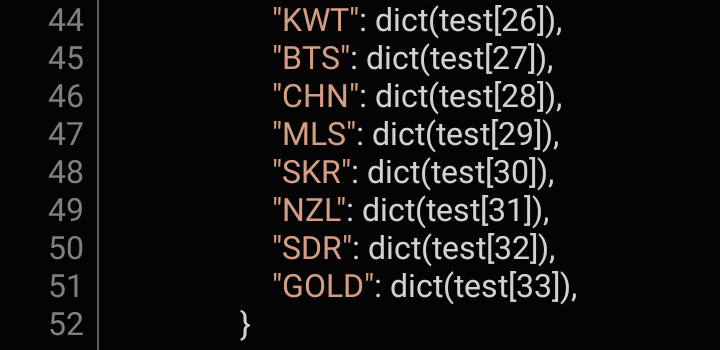 44 "KWT": dict(test[26]),
45 "BTS": dict(test[27]),
46 "CHN": dict(test[28]),
47 "MLS": dict(test[29]),
48 "SKR": dict(test[30]),
49 "NZL": dict(test[31]),
50 "SDR": dict(test[32]),
51 "GOLD": dict(test[33]),
52 }